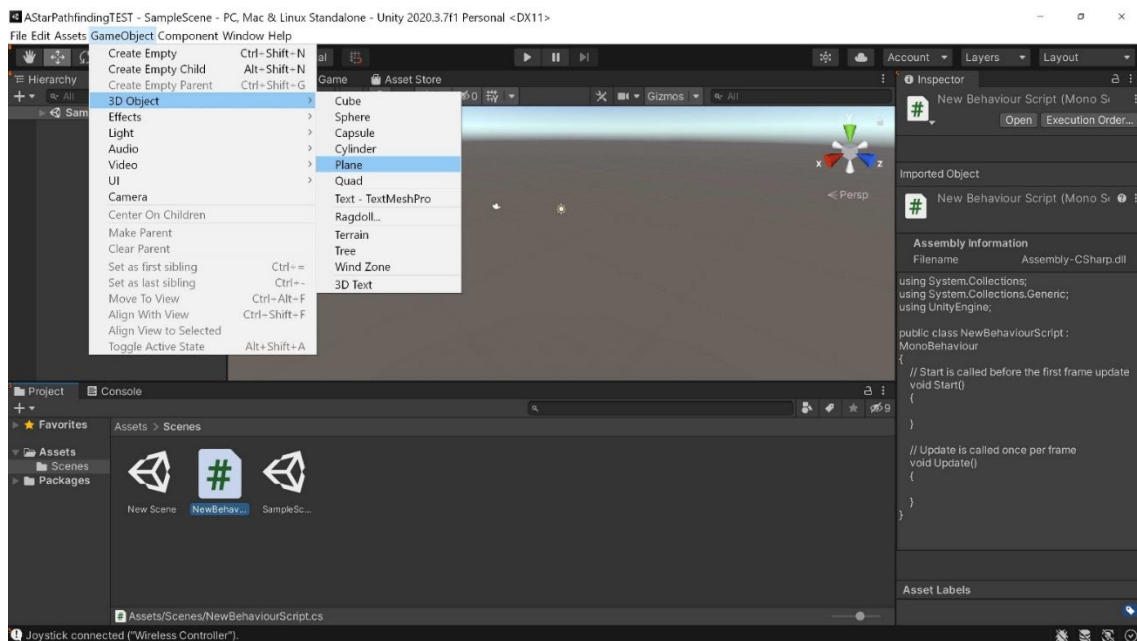 AStarPathfindingTEST - SampleScene - PC, Mac & Linux Standalone - Unity 2020.3.7f1 Personal <DX11>
File Edit Assets GameObject Component Window Help
Account Layers Layout
Create Empty Ctrl+Shift+N
Create Empty Child Alt+Shift+N
Create Empty Parent Ctrl+Shift+G
3D Object
Effects
Light
Audio
Video
UI
Camera
Center On Children
Make Parent
Clear Parent
Set as first sibling Ctrl+=
Set as last sibling Ctrl+-
Move To View Ctrl+Alt+F
Align With View Ctrl+Shift+F
Align View to Selected
Toggle Active State Alt+Shift+A
Cube
Sphere
Capsule
Cylinder
Plane
Quad
Text - TextMeshPro
Ragdoll...
Terrain
Tree
Wind Zone
3D Text
Hierarchy
All
Sam
al
Game Asset Store
0 Gizmos All
y
x z
Persp
Inspector
New Behaviour Script (Mono Sc
Open Execution Order...
Imported Object
New Behaviour Script (Mono Sc
Assembly Information
Filename Assembly-CSharp.dll
using System.Collections;
using System.Collections.Generic;
using UnityEngine;
public class NewBehaviourScript :
MonoBehaviour
{
// Start is called before the first frame update
void Start()
{
}
// Update is called once per frame
void Update()
{
}
}
Asset Labels
Project Console
9
Favorites
Assets
Scenes
Packages
Assets > Scenes
New Scene NewBehav... SampleSc...
Assets/Scenes/NewBehaviourScript.cs
Joystick connected ("Wireless Controller").